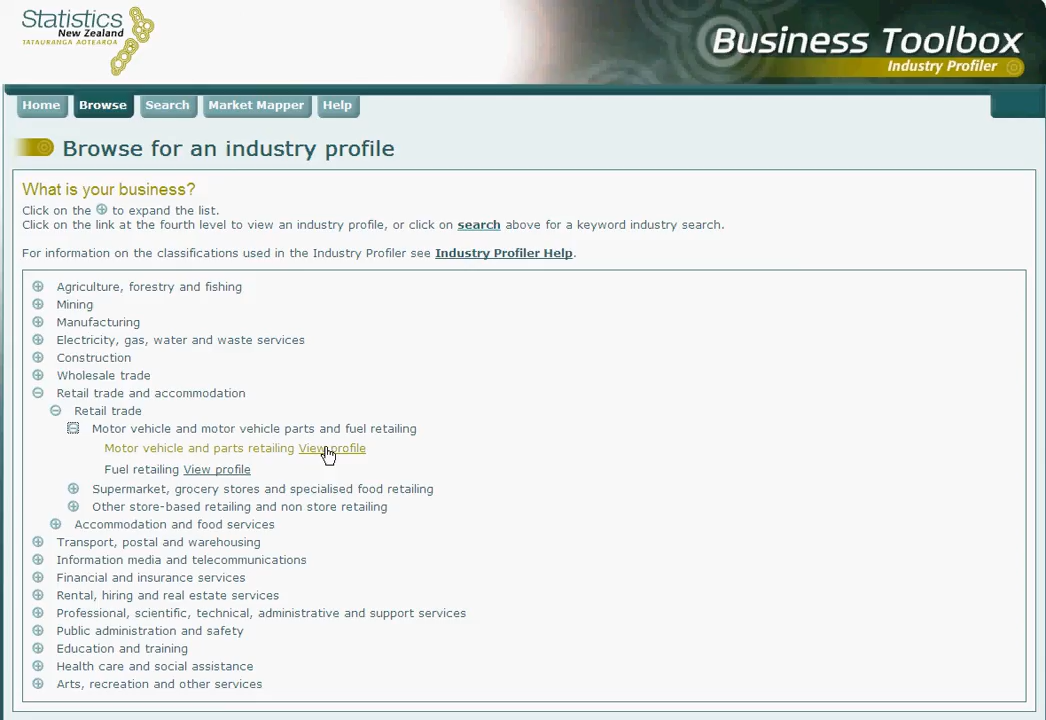 Statistics
New Zealand
TATAURANGA AOTEAROA
Business Toolbox
Industry Profiler
Home Browse Search Market Mapper Help
Browse for an industry profile
What is your business?
Click on the to expand the list.
Click on the link at the fourth level to view an industry profile, or click on search above for a keyword industry search.
For information on the classifications used in the Industry Profiler see Industry Profiler Help.
Agriculture, forestry and fishing
Mining
Manufacturing
Electricity, gas, water and waste services
Construction
Wholesale trade
Retail trade and accommodation
Retail trade
Motor vehicle and motor vehicle parts and fuel retailing
Motor vehicle and parts retailing View profile
Fuel retailing View profile
Supermarket, grocery stores and specialised food retailing
Other store-based retailing and non store retailing
Accommodation and food services
Transport, postal and warehousing
Information media and telecommunications
Financial and insurance services
Rental, hiring and real estate services
Professional, scientific, technical, administrative and support services
Public administration and safety
Education and training
Health care and social assistance
Arts, recreation and other services